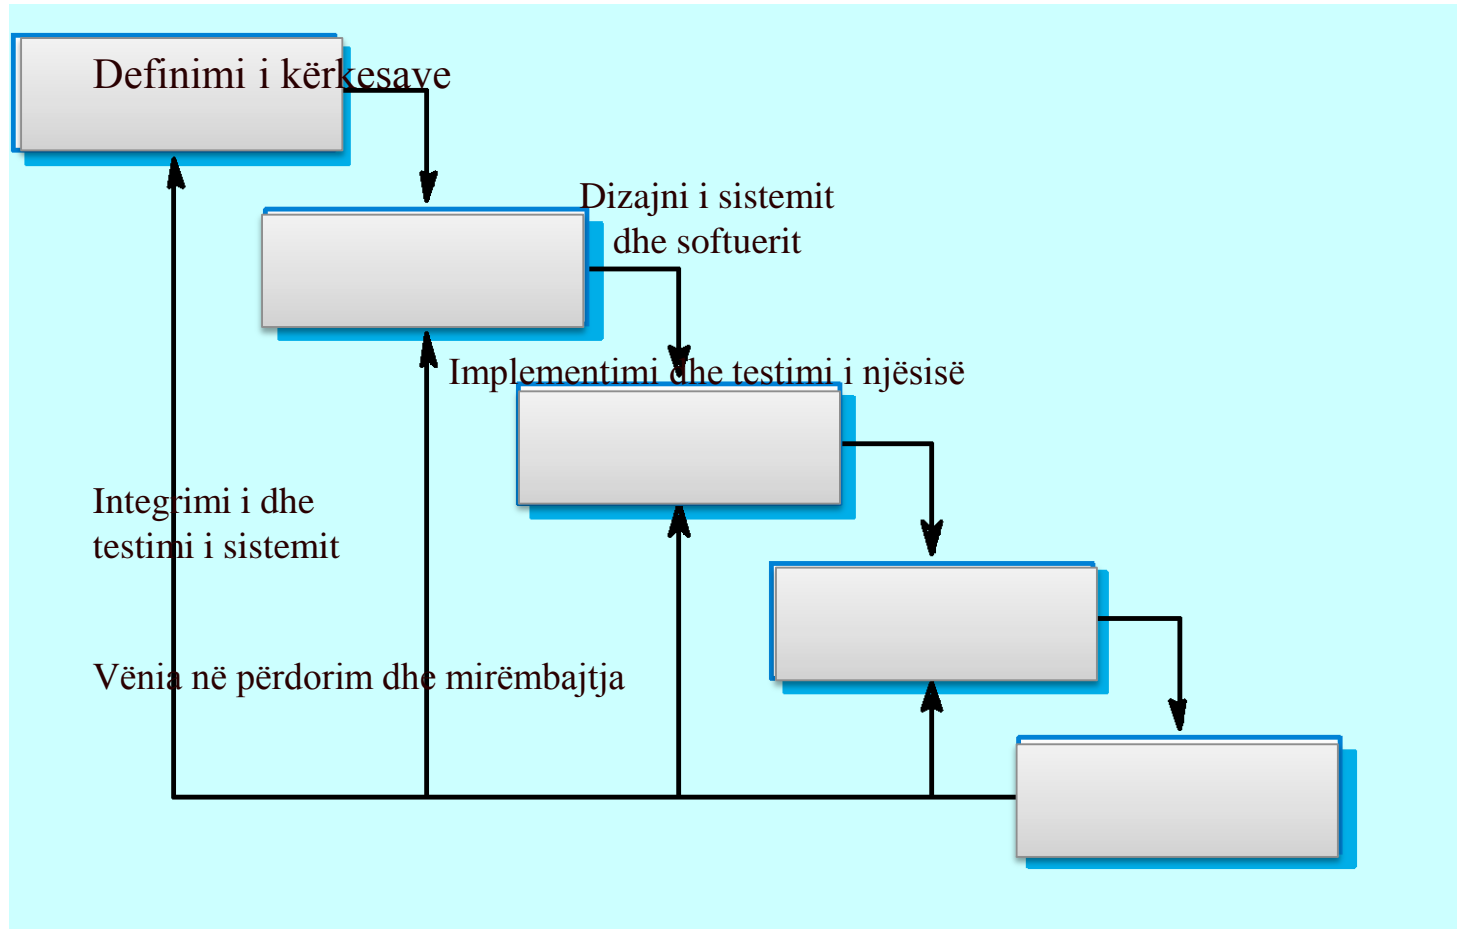 Definimi i kërkesave
Dizajni i sistemit
dhe softuerit
Implementimi dhe testimi i njësisë
Integrimi i dhe
testimi i sistemit
Vënia në përdorim dhe mirëmbajtja